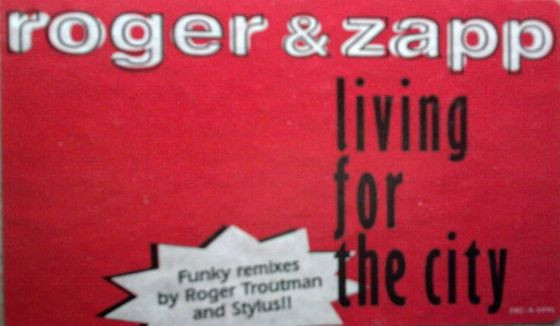 roger & zapp
living
for
the city
Funky remixes
by Roger Troutman
and Stylus!!